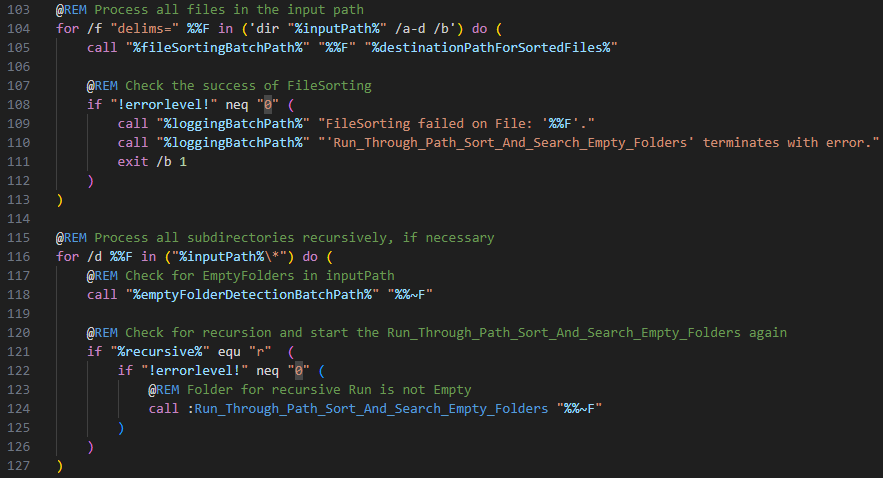 103 @REM Process all files in the input path
104 for /f "delims=" %%F in ('dir "%inputPath%" /a-d /b') do (
105     call "%fileSortingBatchPath%" "%%F" "%destinationPathForSortedFiles%"
106
107     @REM Check the success of FileSorting
108     if "!errorlevel!" neq "0" (
109         call "%loggingBatchPath%" "FileSorting failed on File: '%%F'."
110         call "%loggingBatchPath%" "'Run_Through_Path_Sort_And_Search_Empty_Folders' terminates with error."
111         exit /b 1
112     )
113 )
114
115 @REM Process all subdirectories recursively, if necessary
116 for /d %%F in ("%inputPath%\*") do (
117     @REM Check for EmptyFolders in inputPath
118     call "%emptyFolderDetectionBatchPath%" "%%~F"
119
120     @REM Check for recursion and start the Run_Through_Path_Sort_And_Search_Empty_Folders again
121     if "%recursive%" equ "r"  (
122         if "!errorlevel!" neq "0" (
123             @REM Folder for recursive Run is not Empty
124             call :Run_Through_Path_Sort_And_Search_Empty_Folders "%%~F"
125         )
126     )
127 )